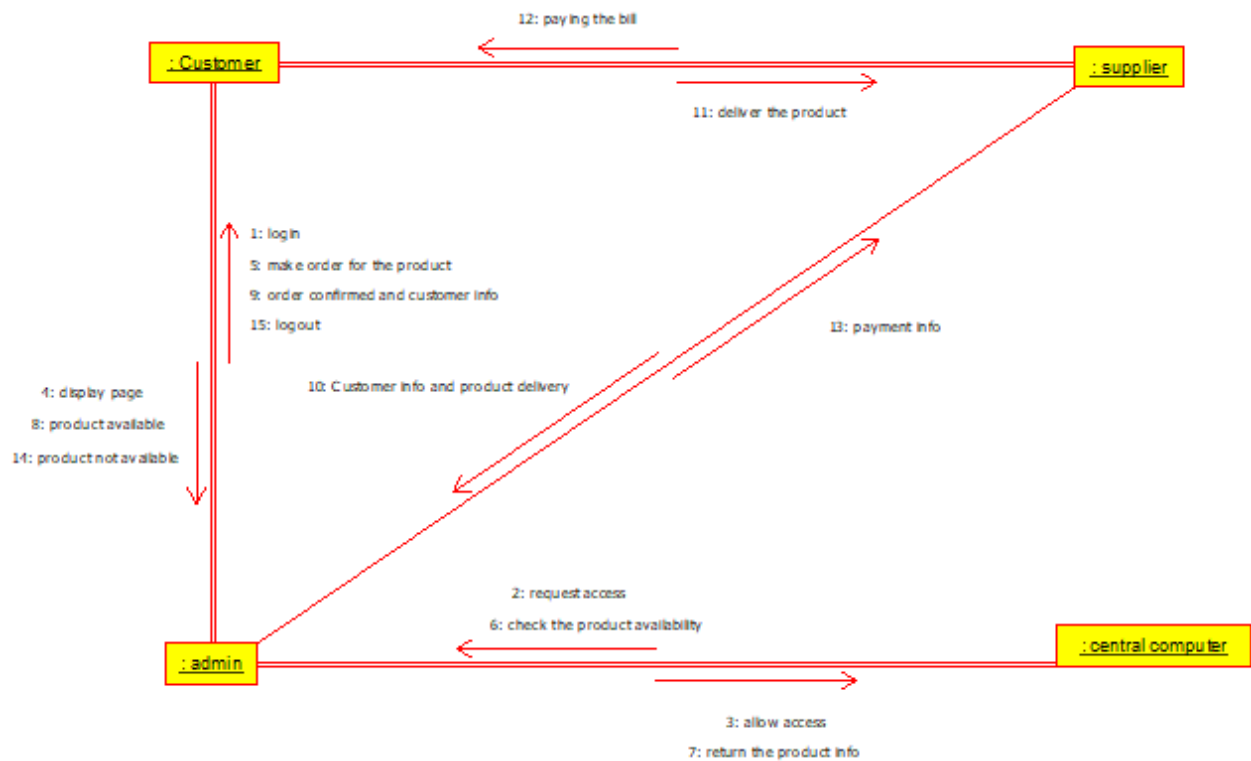 12: paying the bill
: Customer
: supplier
11: deliver the product
1: login
5: make order for the product
9: order confirmed and customer info
15: logout
13: payment info
10: Customer info and product delivery
4: display page
8: product available
14: product not available
2: request access
6: check the product availability
: admin
: central computer
3: allow access
7: return the product info